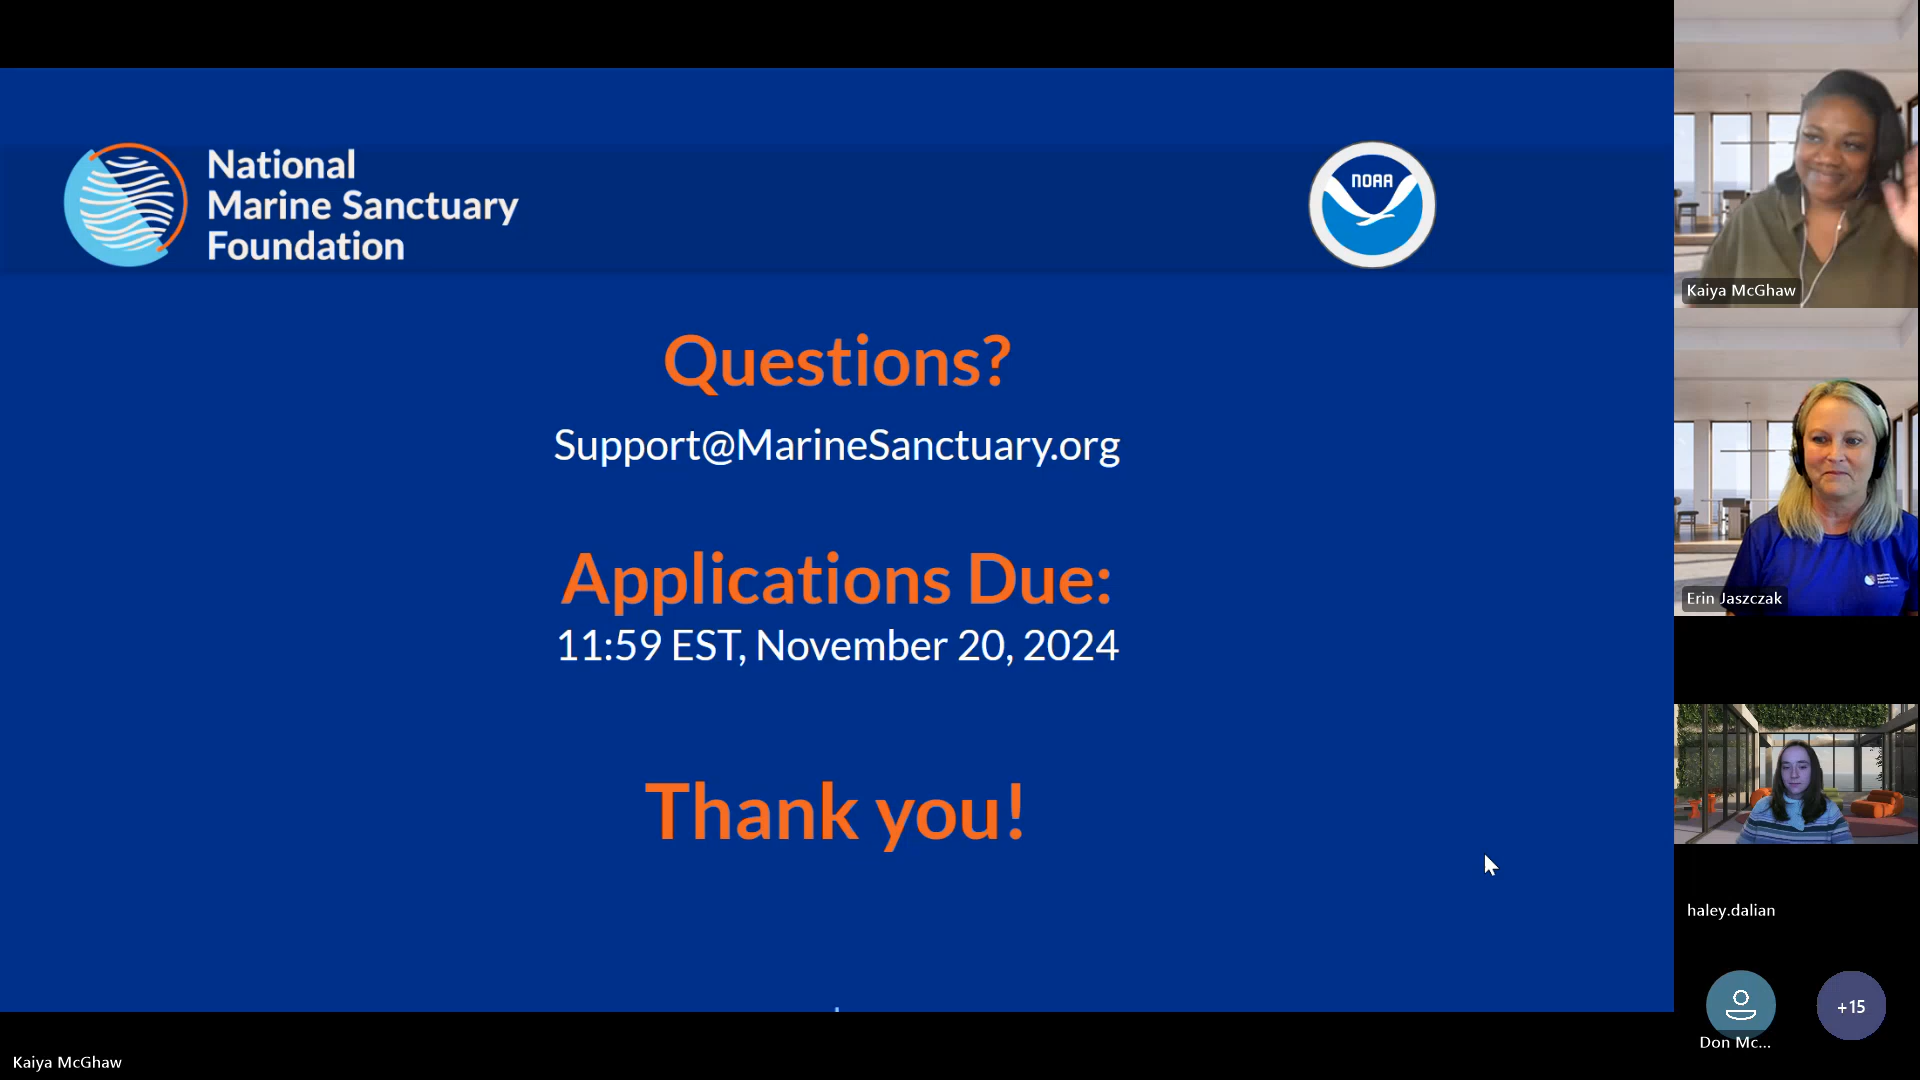 National
Marine Sanctuary
Foundation
NOAA
Questions?
Support@MarineSanctuary.org
Applications Due:
11:59 EST, November 20, 2024
Thank you!
Kaiya McGhaw
Kaiya McGhaw
Erin Jaszczak
haley.dalian
Don Mc...
+15